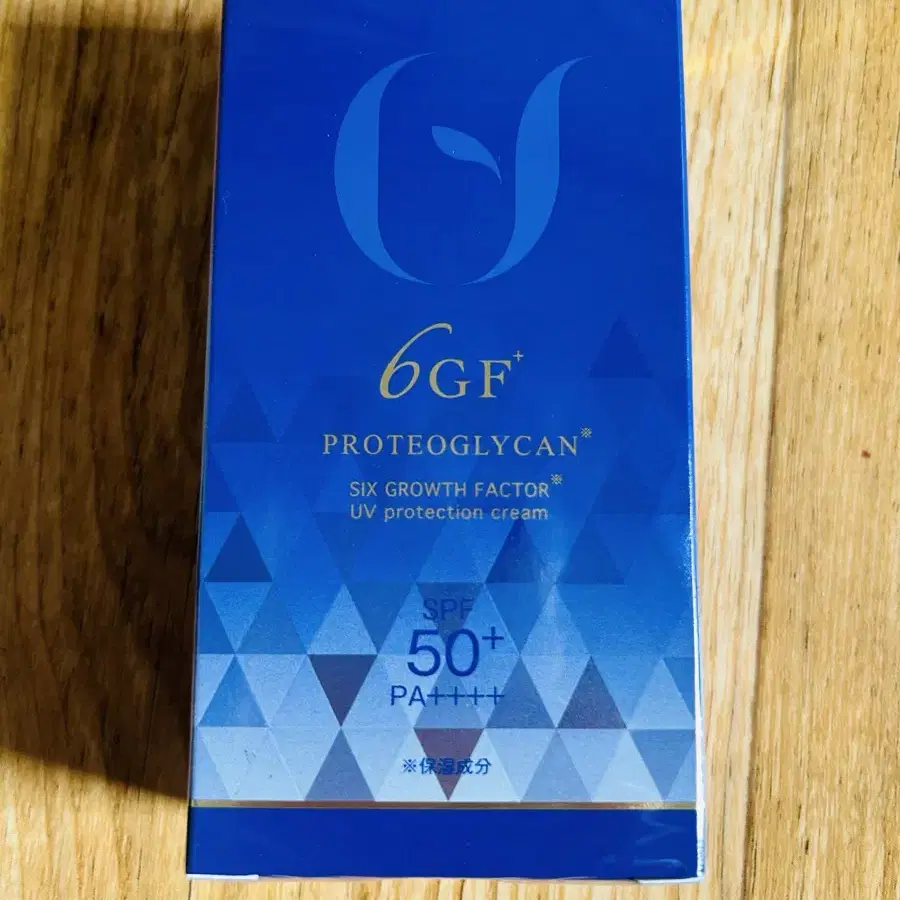 6GF⁺
PROTEOGLYCAN※
SIX GROWTH FACTOR※
UV protection cream
SPF
50⁺
PA++++
※保湿成分